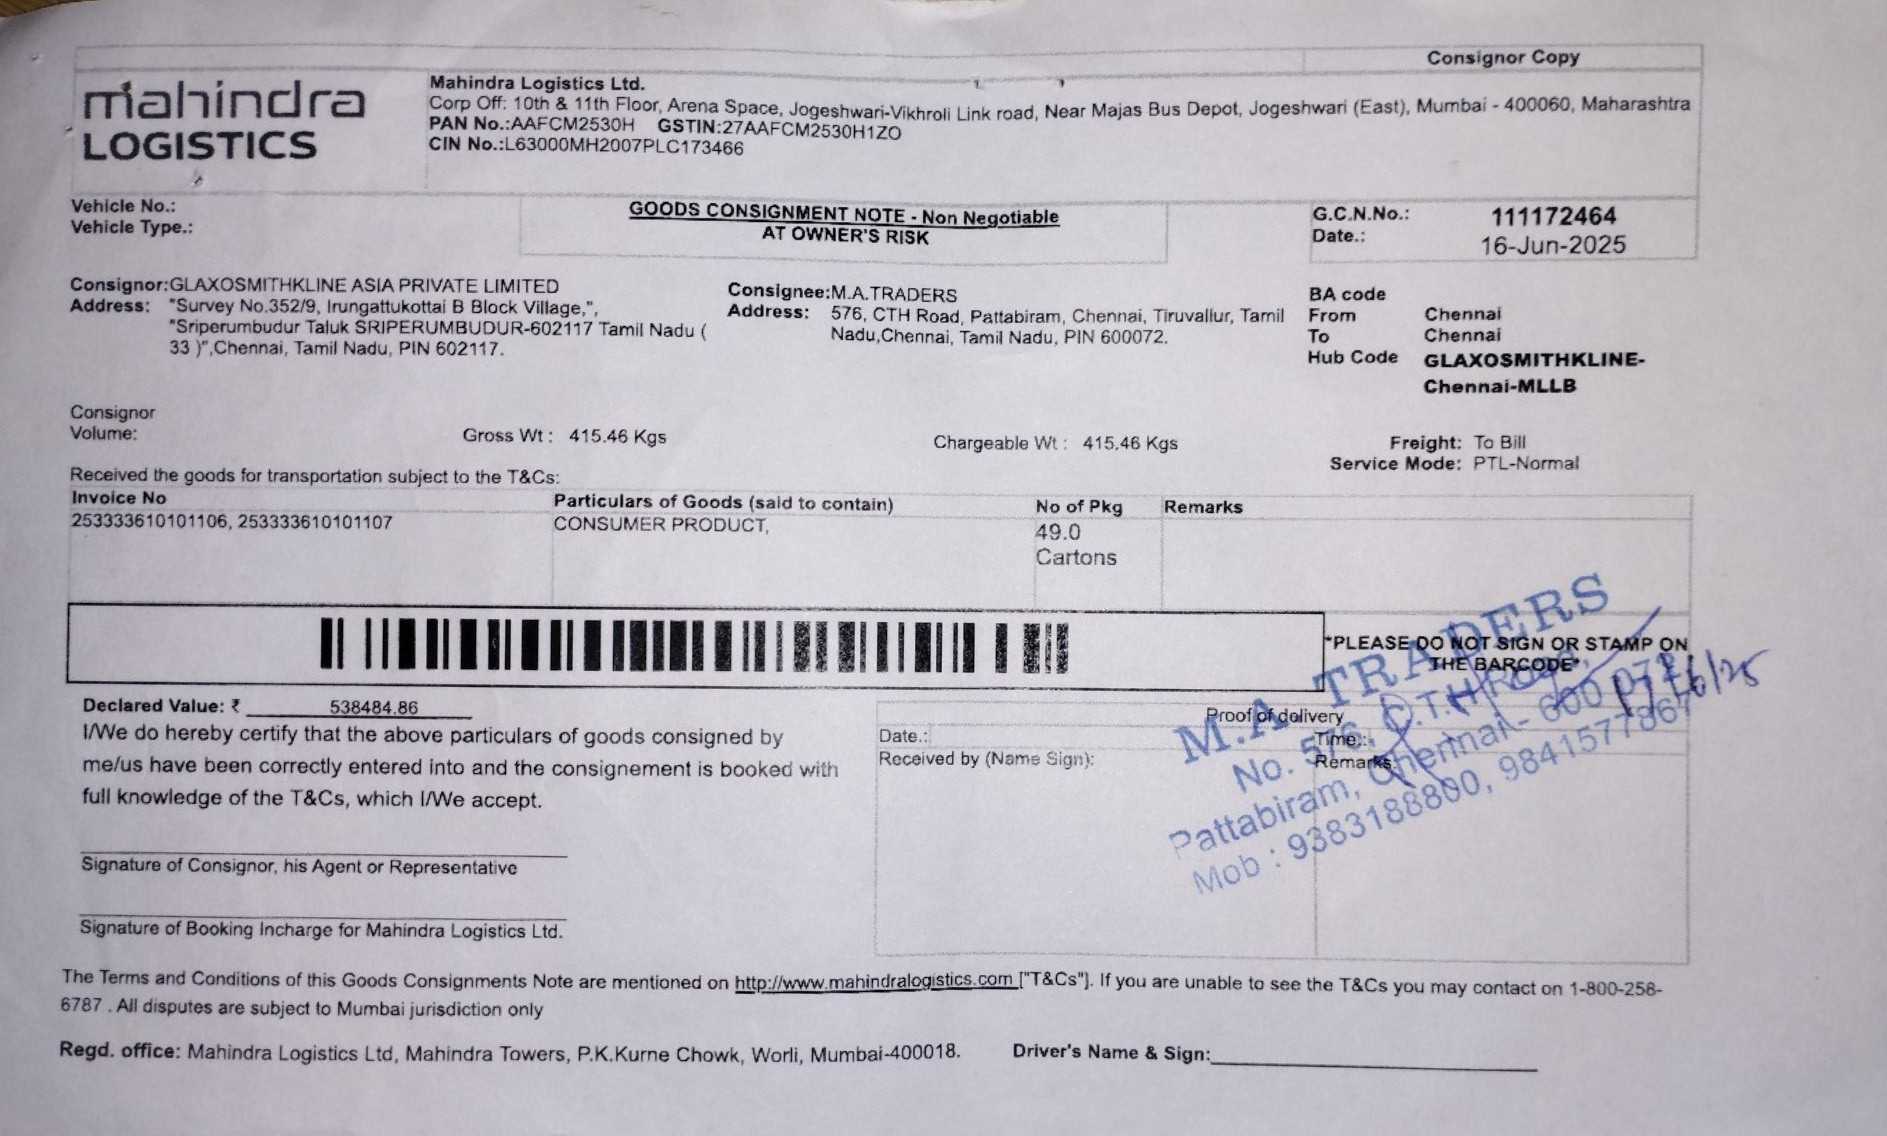 Consignor Copy
mahindra
LOGISTICS
Mahindra Logistics Ltd.
Corp Off: 10th & 11th Floor, Arena Space, Jogeshwari-Vikhroli Link road, Near Majas Bus Depot, Jogeshwari (East), Mumbai - 400060, Maharashtra
PAN No.:AAFCM2530H GSTIN:27AAFCM2530H1ZO
CIN No.:L63000MH2007PLC173466
Vehicle No.:
Vehicle Type.:
GOODS CONSIGNMENT NOTE - Non Negotiable
AT OWNER'S RISK
G.C.N.No.: 111172464
Date.: 16-Jun-2025
Consignor:GLAXOSMITHKLINE ASIA PRIVATE LIMITED
Address: "Survey No.352/9, Irungattukottai B Block Village,",
"Sriperumbudur Taluk SRIPERUMBUDUR-602117 Tamil Nadu (
33 )",Chennai, Tamil Nadu, PIN 602117.
Consignee:M.A.TRADERS
Address: 576, CTH Road, Pattabiram, Chennai, Tiruvallur, Tamil
Nadu,Chennai, Tamil Nadu, PIN 600072.
BA code
From Chennai
To Chennai
Hub Code GLAXOSMITHKLINE-
Chennai-MLLB
Consignor
Volume:
Gross Wt : 415.46 Kgs
Chargeable Wt : 415.46 Kgs
Freight: To Bill
Service Mode: PTL-Normal
Received the goods for transportation subject to the T&Cs:
Invoice No Particulars of Goods (said to contain) No of Pkg Remarks
253333610101106, 253333610101107 CONSUMER PRODUCT, 49.0
Cartons
*PLEASE DO NOT SIGN OR STAMP ON
THE BARCODE*
Declared Value: ₹ 538484.86
I/We do hereby certify that the above particulars of goods consigned by
me/us have been correctly entered into and the consignement is booked with
full knowledge of the T&Cs, which I/We accept.
Signature of Consignor, his Agent or Representative
Signature of Booking Incharge for Mahindra Logistics Ltd.
Proof of delivery
Date.: Time.:
Received by (Name Sign): Remarks:
M.A TRADERS
No. 576, C.T.H Road,
Pattabiram, Chennai - 600 072
Mob : 9383188800, 9841577867
17/6/25
The Terms and Conditions of this Goods Consignments Note are mentioned on http://www.mahindralogistics.com ["T&Cs"]. If you are unable to see the T&Cs you may contact on 1-800-258-
6787 . All disputes are subject to Mumbai jurisdiction only
Regd. office: Mahindra Logistics Ltd, Mahindra Towers, P.K.Kurne Chowk, Worli, Mumbai-400018.
Driver's Name & Sign: